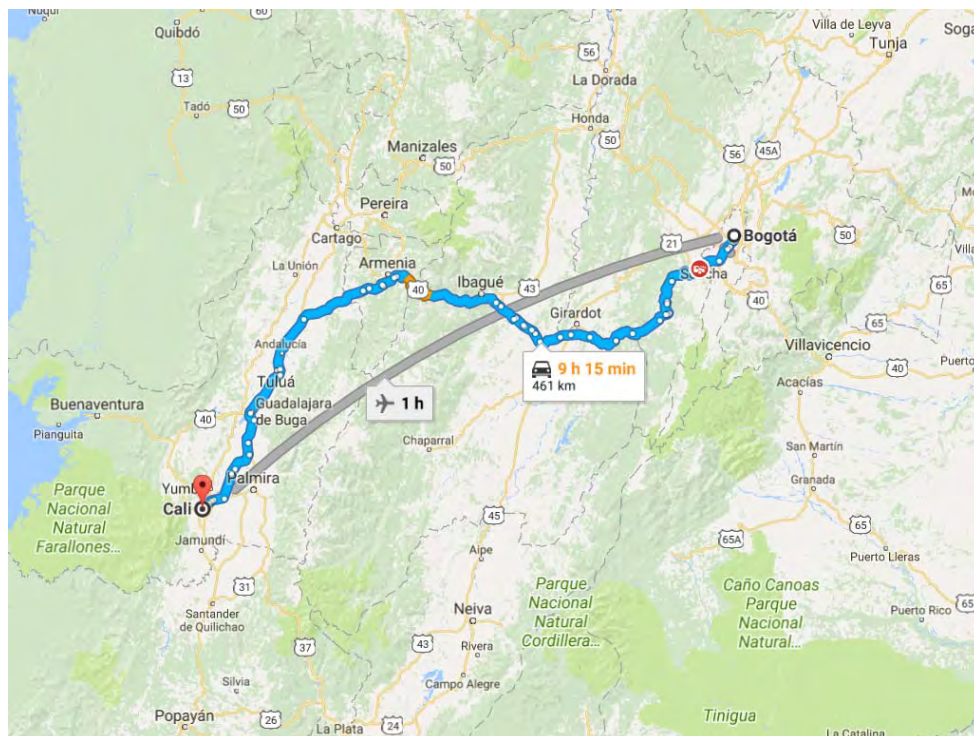 Nuquí
Quibdó
60
Villa de Leyva
Soga
Tunja
56
La Dorada
56
13
50
Tadó
50
Honda
50
Manizales
50
56
45A
Pereira
Cartago
21
Bogotá
50
La Unión
Armenia
40
Ibagué
43
40
Girardot
65
Andalucía
Villavicencio
Puerto
9 h 15 min
461 km
40
Tuluá
Acacías
Buenaventura
Guadalajara
de Buga
1 h
40
Pianguita
Chaparral
San Martín
Granada
Palmira
Parque
Nacional
Natural
Farallones...
Cali
45
65
Jamundí
65A
Aipe
Puerto Lleras
31
Parque
Nacional
Natural
Cordillera...
Caño Canoas
Parque
Nacional
Natural...
65
Santander
de Quilichao
Neiva
Puerto Rico
37
43
Rivera
Silvia
Campo Alegre
Popayán
26
La Plata
24
Tinigua
La Catalina